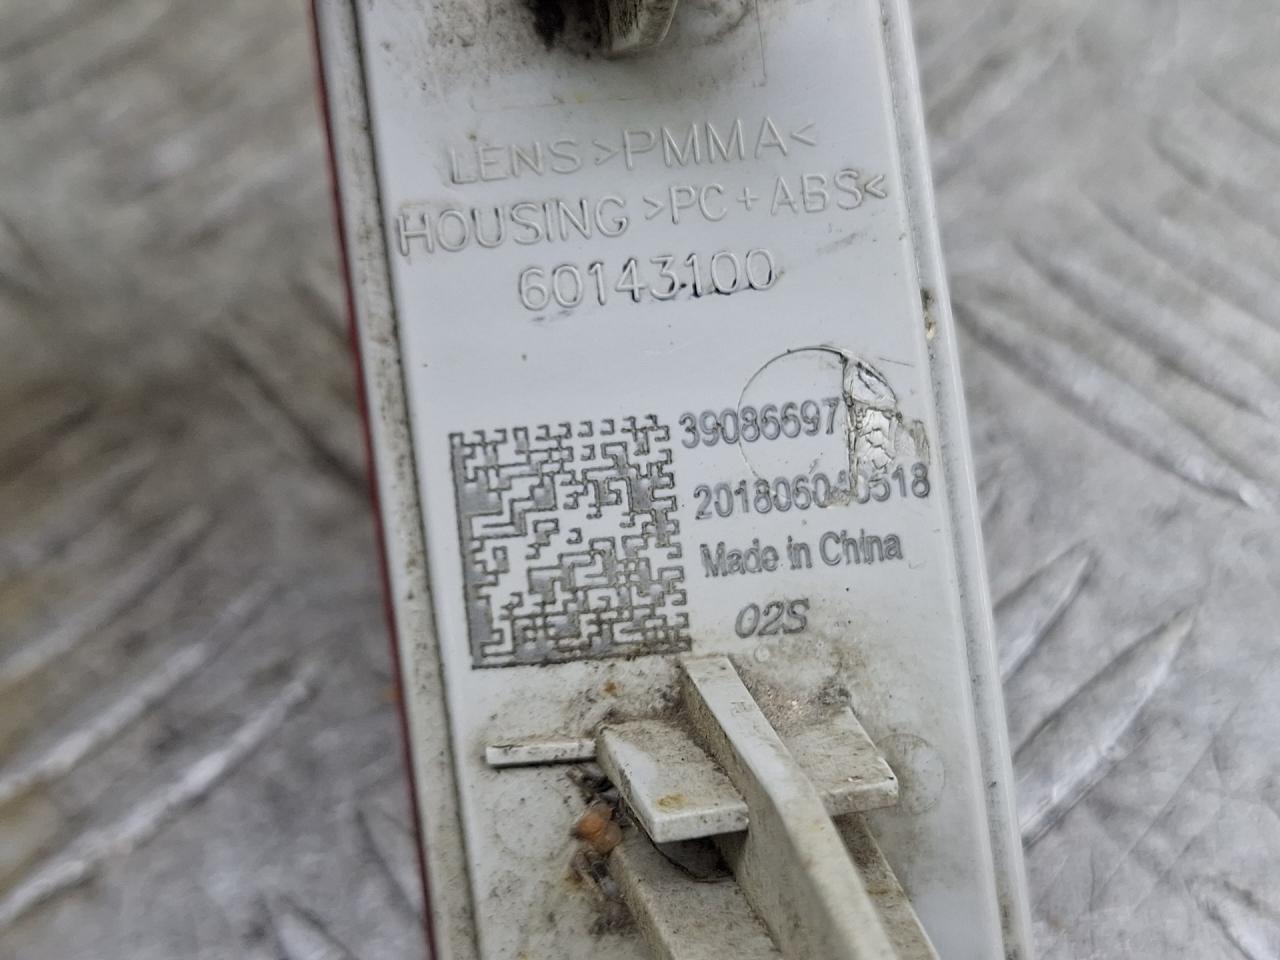 LENS >PMMA<
HOUSING >PC+ABS<
60143100
39086697
Made in China
02S